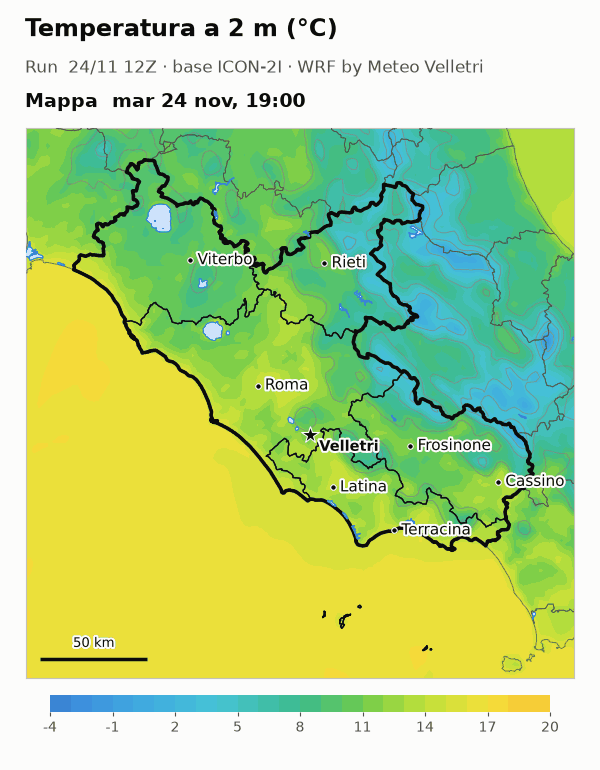 Temperatura a 2 m (°C)
Run  24/11 12Z · base ICON-2I · WRF by Meteo Velletri
Mappa  mar 24 nov, 19:00
Viterbo
Rieti
Roma
Velletri
Frosinone
Cassino
Latina
Terracina
50 km
-4 -1 2 5 8 11 14 17 20